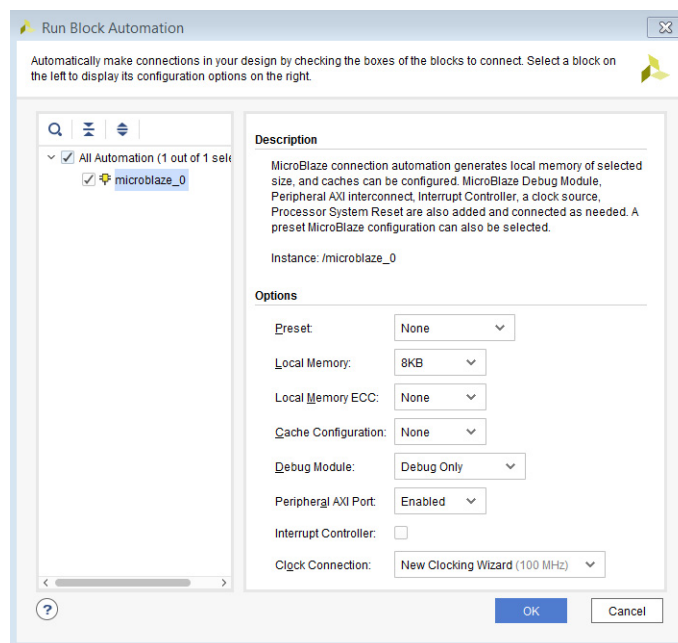 Run Block Automation
Automatically make connections in your design by checking the boxes of the blocks to connect. Select a block on
the left to display its configuration options on the right.
All Automation (1 out of 1 sele
microblaze_0
Description
MicroBlaze connection automation generates local memory of selected
size, and caches can be configured. MicroBlaze Debug Module,
Peripheral AXI interconnect, Interrupt Controller, a clock source,
Processor System Reset are also added and connected as needed. A
preset MicroBlaze configuration can also be selected.
Instance: /microblaze_0
Options
Preset: None
Local Memory: 8KB
Local Memory ECC: None
Cache Configuration: None
Debug Module: Debug Only
Peripheral AXI Port: Enabled
Interrupt Controller:
Clock Connection: New Clocking Wizard (100 MHz)
? OK Cancel